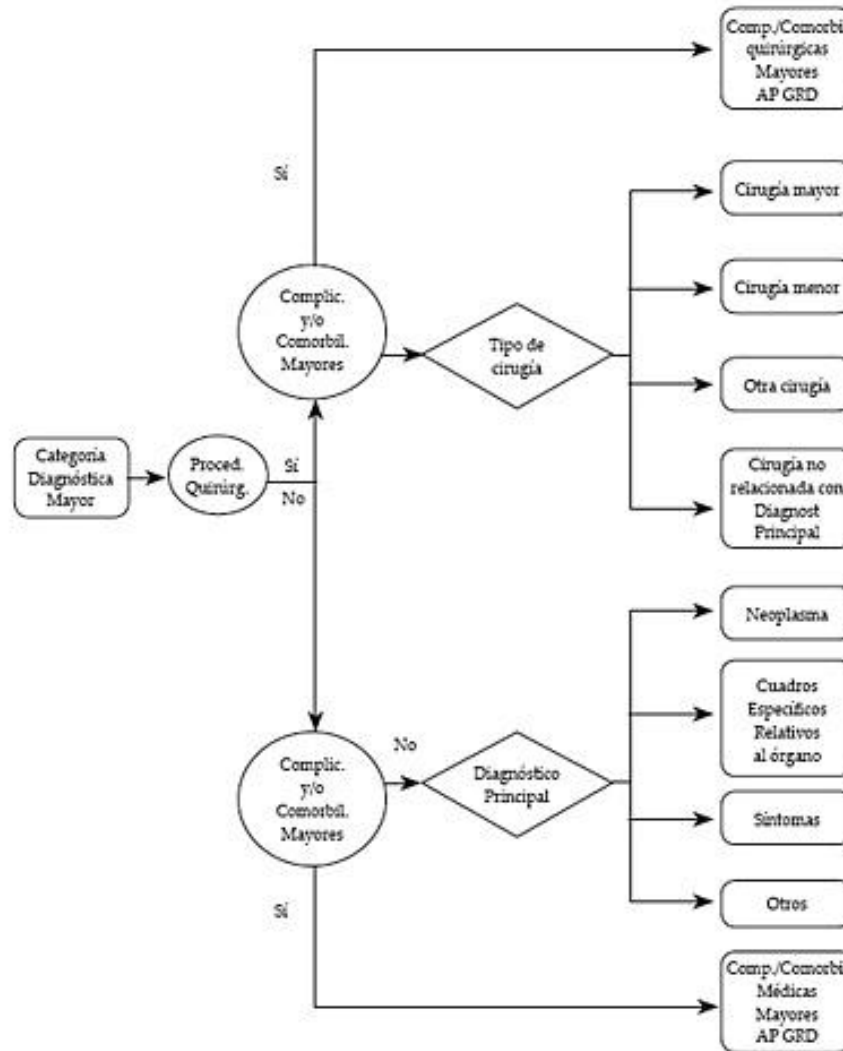 Comp./Comorbi
quinúrgicas
Mayores
AP GRD
Sí
Cirugía mayor
Complic.
y/o
Comorbil.
Mayores
Tipo de
cirugía
Cirugía menor
Otra cirugía
Categoría
Diagnóstica
Mayor
Proced.
Quinirg.
Sí
No
Cirugía no
relacionada con
Diagnost
Principal
Neoplasma
Cuadros
Específicos
Relativos
al órgano
No
Complic.
y/o
Comorbil.
Mayores
Diagnóstico
Principal
Síntomas
Otros
Sí
Comp./Comorbi
Médicas
Mayores
AP GRD